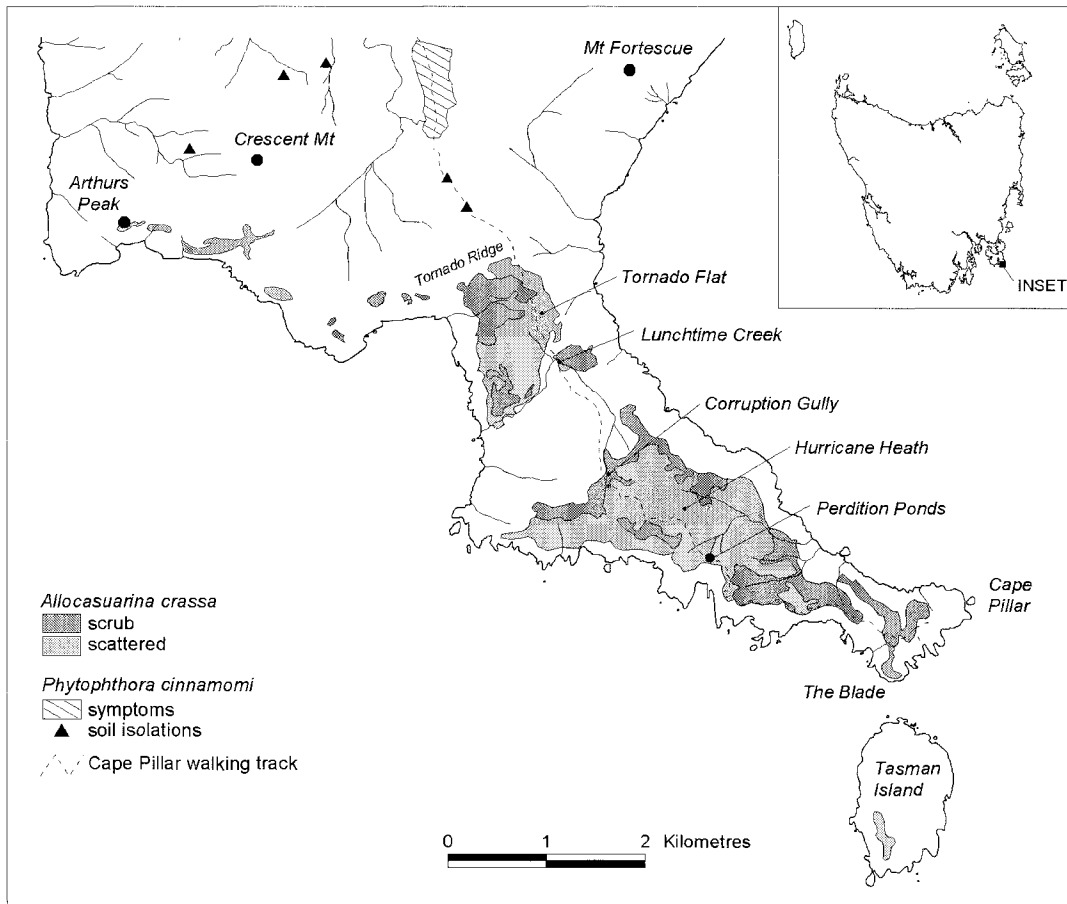 Mt Fortescue
Crescent Mt
Arthurs
Peak
INSET
Tornado Ridge
Tornado Flat
Lunchtime Creek
Corruption Gully
Hurricane Heath
Perdition Ponds
Cape
Pillar
Allocasuarina crassa
scrub
scattered
Phytophthora cinnamomi
symptoms
soil isolations
Cape Pillar walking track
The Blade
Tasman
Island
0 1 2 Kilometres